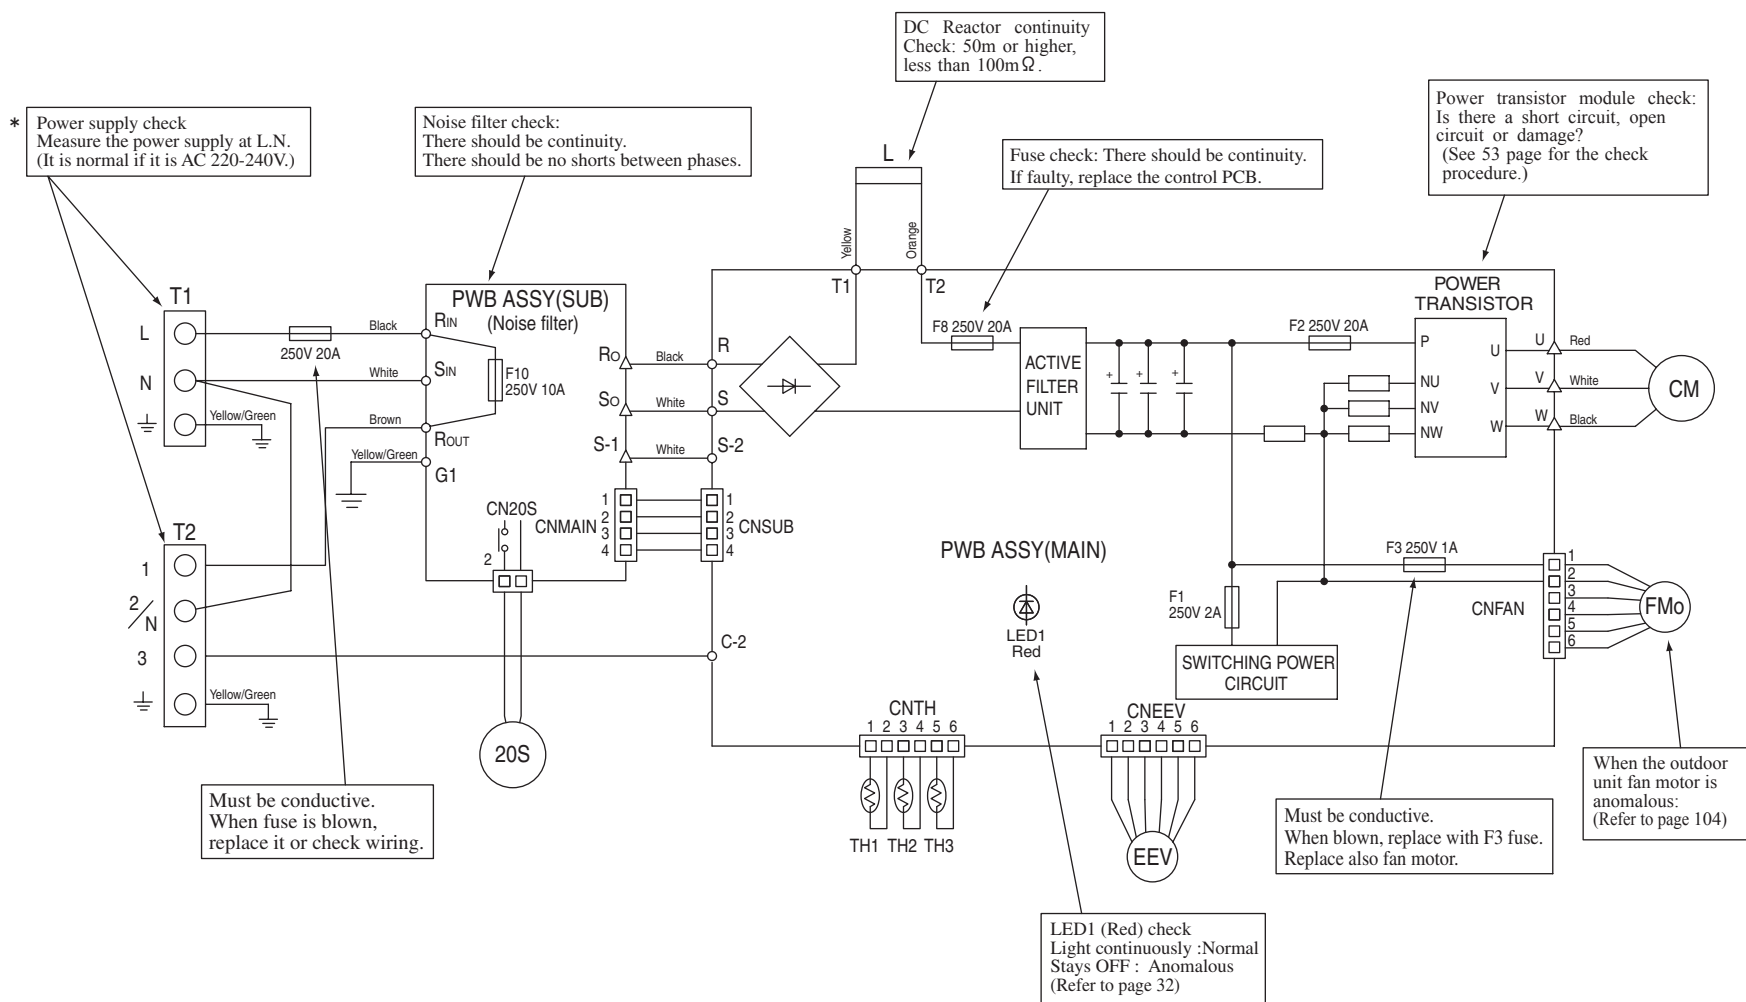 DC Reactor continuity
Check: 50m or higher,
less than 100mΩ.
* Power supply check
Measure the power supply at L.N.
(It is normal if it is AC 220-240V.)
Noise filter check:
There should be continuity.
There should be no shorts between phases.
Fuse check: There should be continuity.
If faulty, replace the control PCB.
Power transistor module check:
Is there a short circuit, open
circuit or damage?
(See 53 page for the check
procedure.)
L
Yellow
Orange
T1
T2
T1
L
N
250V 20A
Black
White
Yellow/Green
Brown
Yellow/Green
PWB ASSY(SUB)
(Noise filter)
RIN
SIN
ROUT
G1
F10
250V 10A
RO
SO
S-1
Black
White
White
R
S
S-2
CN20S
2
CNMAIN
1
2
3
4
1
2
3
4
CNSUB
20S
T2
1
2/N
3
Yellow/Green
C-2
F8 250V 20A
ACTIVE
FILTER
UNIT
+
+
+
F2 250V 20A
POWER
TRANSISTOR
P
NU
NV
NW
U
V
W
U
V
W
Red
White
Black
CM
PWB ASSY(MAIN)
LED1
Red
F1
250V 2A
F3 250V 1A
SWITCHING POWER
CIRCUIT
CNFAN
1
2
3
4
5
6
FMo
CNTH
1 2 3 4 5 6
TH1 TH2 TH3
CNEEV
1 2 3 4 5 6
EEV
Must be conductive.
When fuse is blown,
replace it or check wiring.
Must be conductive.
When blown, replace with F3 fuse.
Replace also fan motor.
When the outdoor
unit fan motor is
anomalous:
(Refer to page 104)
LED1 (Red) check
Light continuously :Normal
Stays OFF : Anomalous
(Refer to page 32)